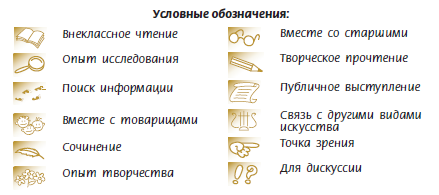 Условные обозначения:
Внеклассное чтение
Опыт исследования
Поиск информации
Вместе с товарищами
Сочинение
Опыт творчества
Вместе со старшими
Творческое прочтение
Публичное выступление
Связь с другими видами
искусства
Точка зрения
Для дискуссии